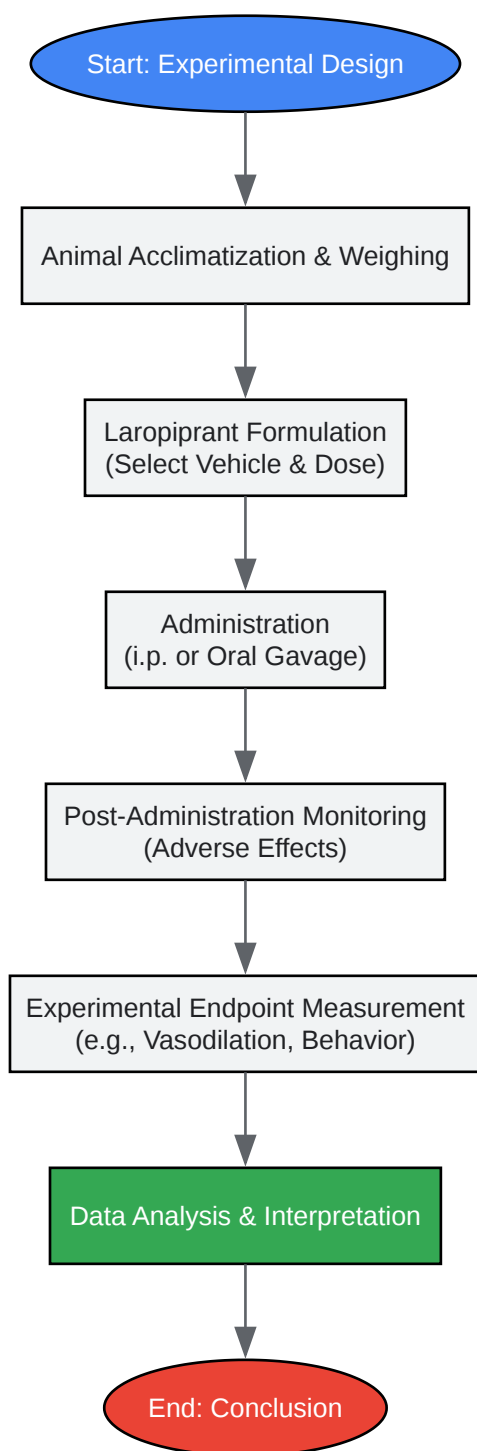 Start: Experimental Design
Animal Acclimatization & Weighing
Laropiprant Formulation
(Select Vehicle & Dose)
Administration
(i.p. or Oral Gavage)
Post-Administration Monitoring
(Adverse Effects)
Experimental Endpoint Measurement
(e.g., Vasodilation, Behavior)
Data Analysis & Interpretation
End: Conclusion